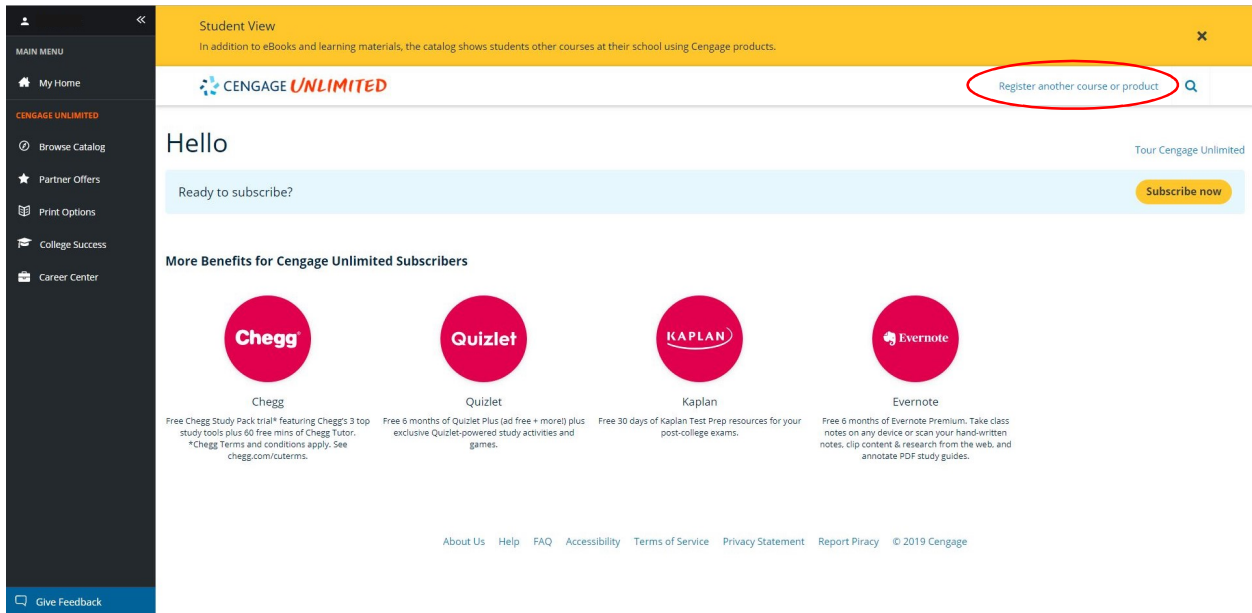 MAIN MENU
My Home
CENGAGE UNLIMITED
Browse Catalog
Partner Offers
Print Options
College Success
Career Center
Give Feedback
Student View
In addition to eBooks and learning materials, the catalog shows students other courses at their school using Cengage products.
CENGAGE UNLIMITED
Register another course or product
Hello
Tour Cengage Unlimited
Ready to subscribe?
Subscribe now
More Benefits for Cengage Unlimited Subscribers
Chegg
Chegg
Free Chegg Study Pack trial* featuring Chegg's 3 top
study tools plus 60 free mins of Chegg Tutor.
*Chegg Terms and conditions apply. See
chegg.com/cuterms.
Quizlet
Quizlet
Free 6 months of Quizlet Plus (ad free + more!) plus
exclusive Quizlet-powered study activities and
games.
KAPLAN
Kaplan
Free 30 days of Kaplan Test Prep resources for your
post-college exams.
Evernote
Evernote
Free 6 months of Evernote Premium. Take class
notes on any device or scan your hand-written
notes, clip content & research from the web, and
annotate PDF study guides.
About Us Help FAQ Accessibility Terms of Service Privacy Statement Report Piracy © 2019 Cengage